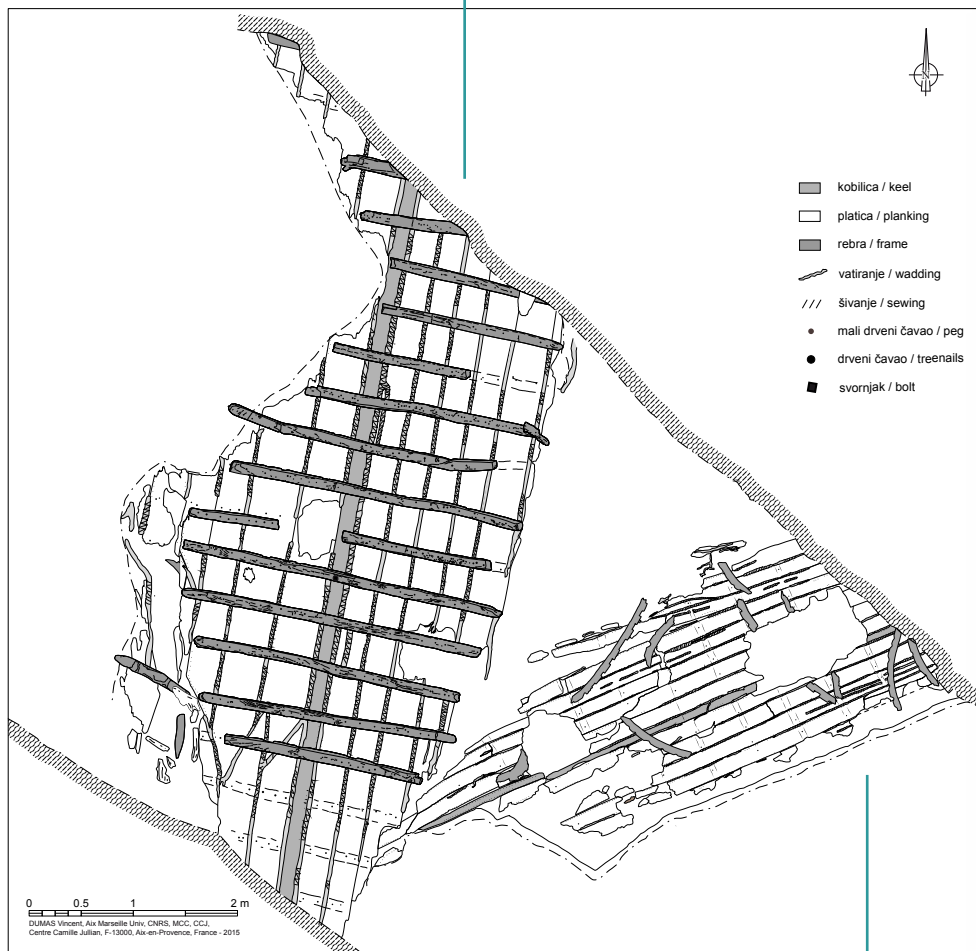 N
kobilica / keel
platica / planking
rebra / frame
vatiranje / wadding
šivanje / sewing
mali drveni čavao / peg
drveni čavao / treenails
svornjak / bolt
0 0.5 1 2 m
DUMAS Vincent, Aix Marseille Univ, CNRS, MCC, CCJ,
Centre Camille Jullian, F-13000, Aix-en-Provence, France - 2015